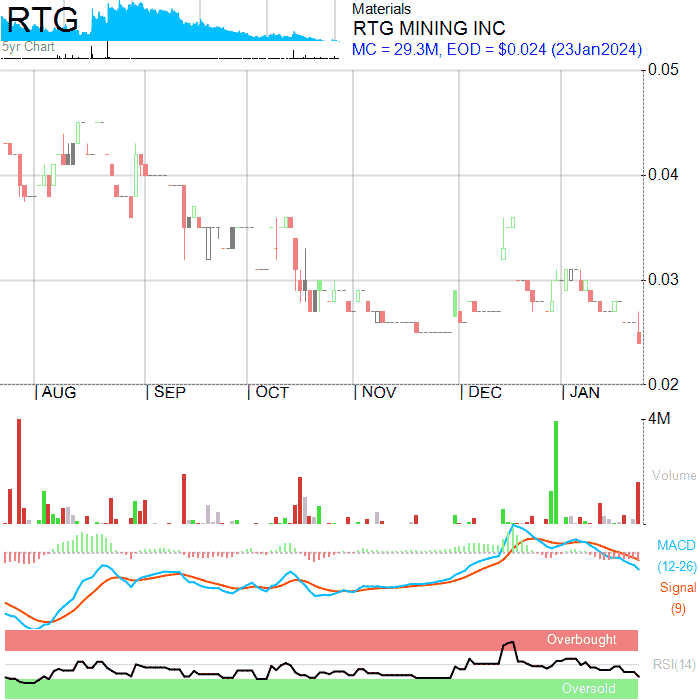 RTG
5yr Chart
Materials
RTG MINING INC
MC = 29.3M, EOD = $0.024 (23Jan2024)
0.05
0.04
0.03
0.02
AUG SEP OCT NOV DEC JAN
4M
Volume
MACD
(12-26)
Signal
(9)
Overbought
RSI(14)
Oversold